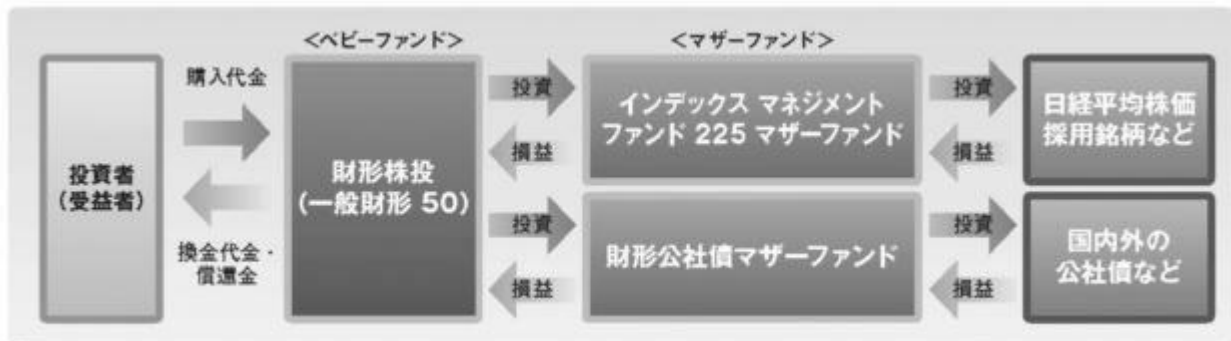 <ベビーファンド>
<マザーファンド>
投資者
(受益者)
購入代金
換金代金・
償還金
財形株投
(一般財形 50)
投資
損益
インデックス マネジメント
ファンド 225 マザーファンド
投資
損益
日経平均株価
採用銘柄など
投資
損益
財形公社債マザーファンド
投資
損益
国内外の
公社債など